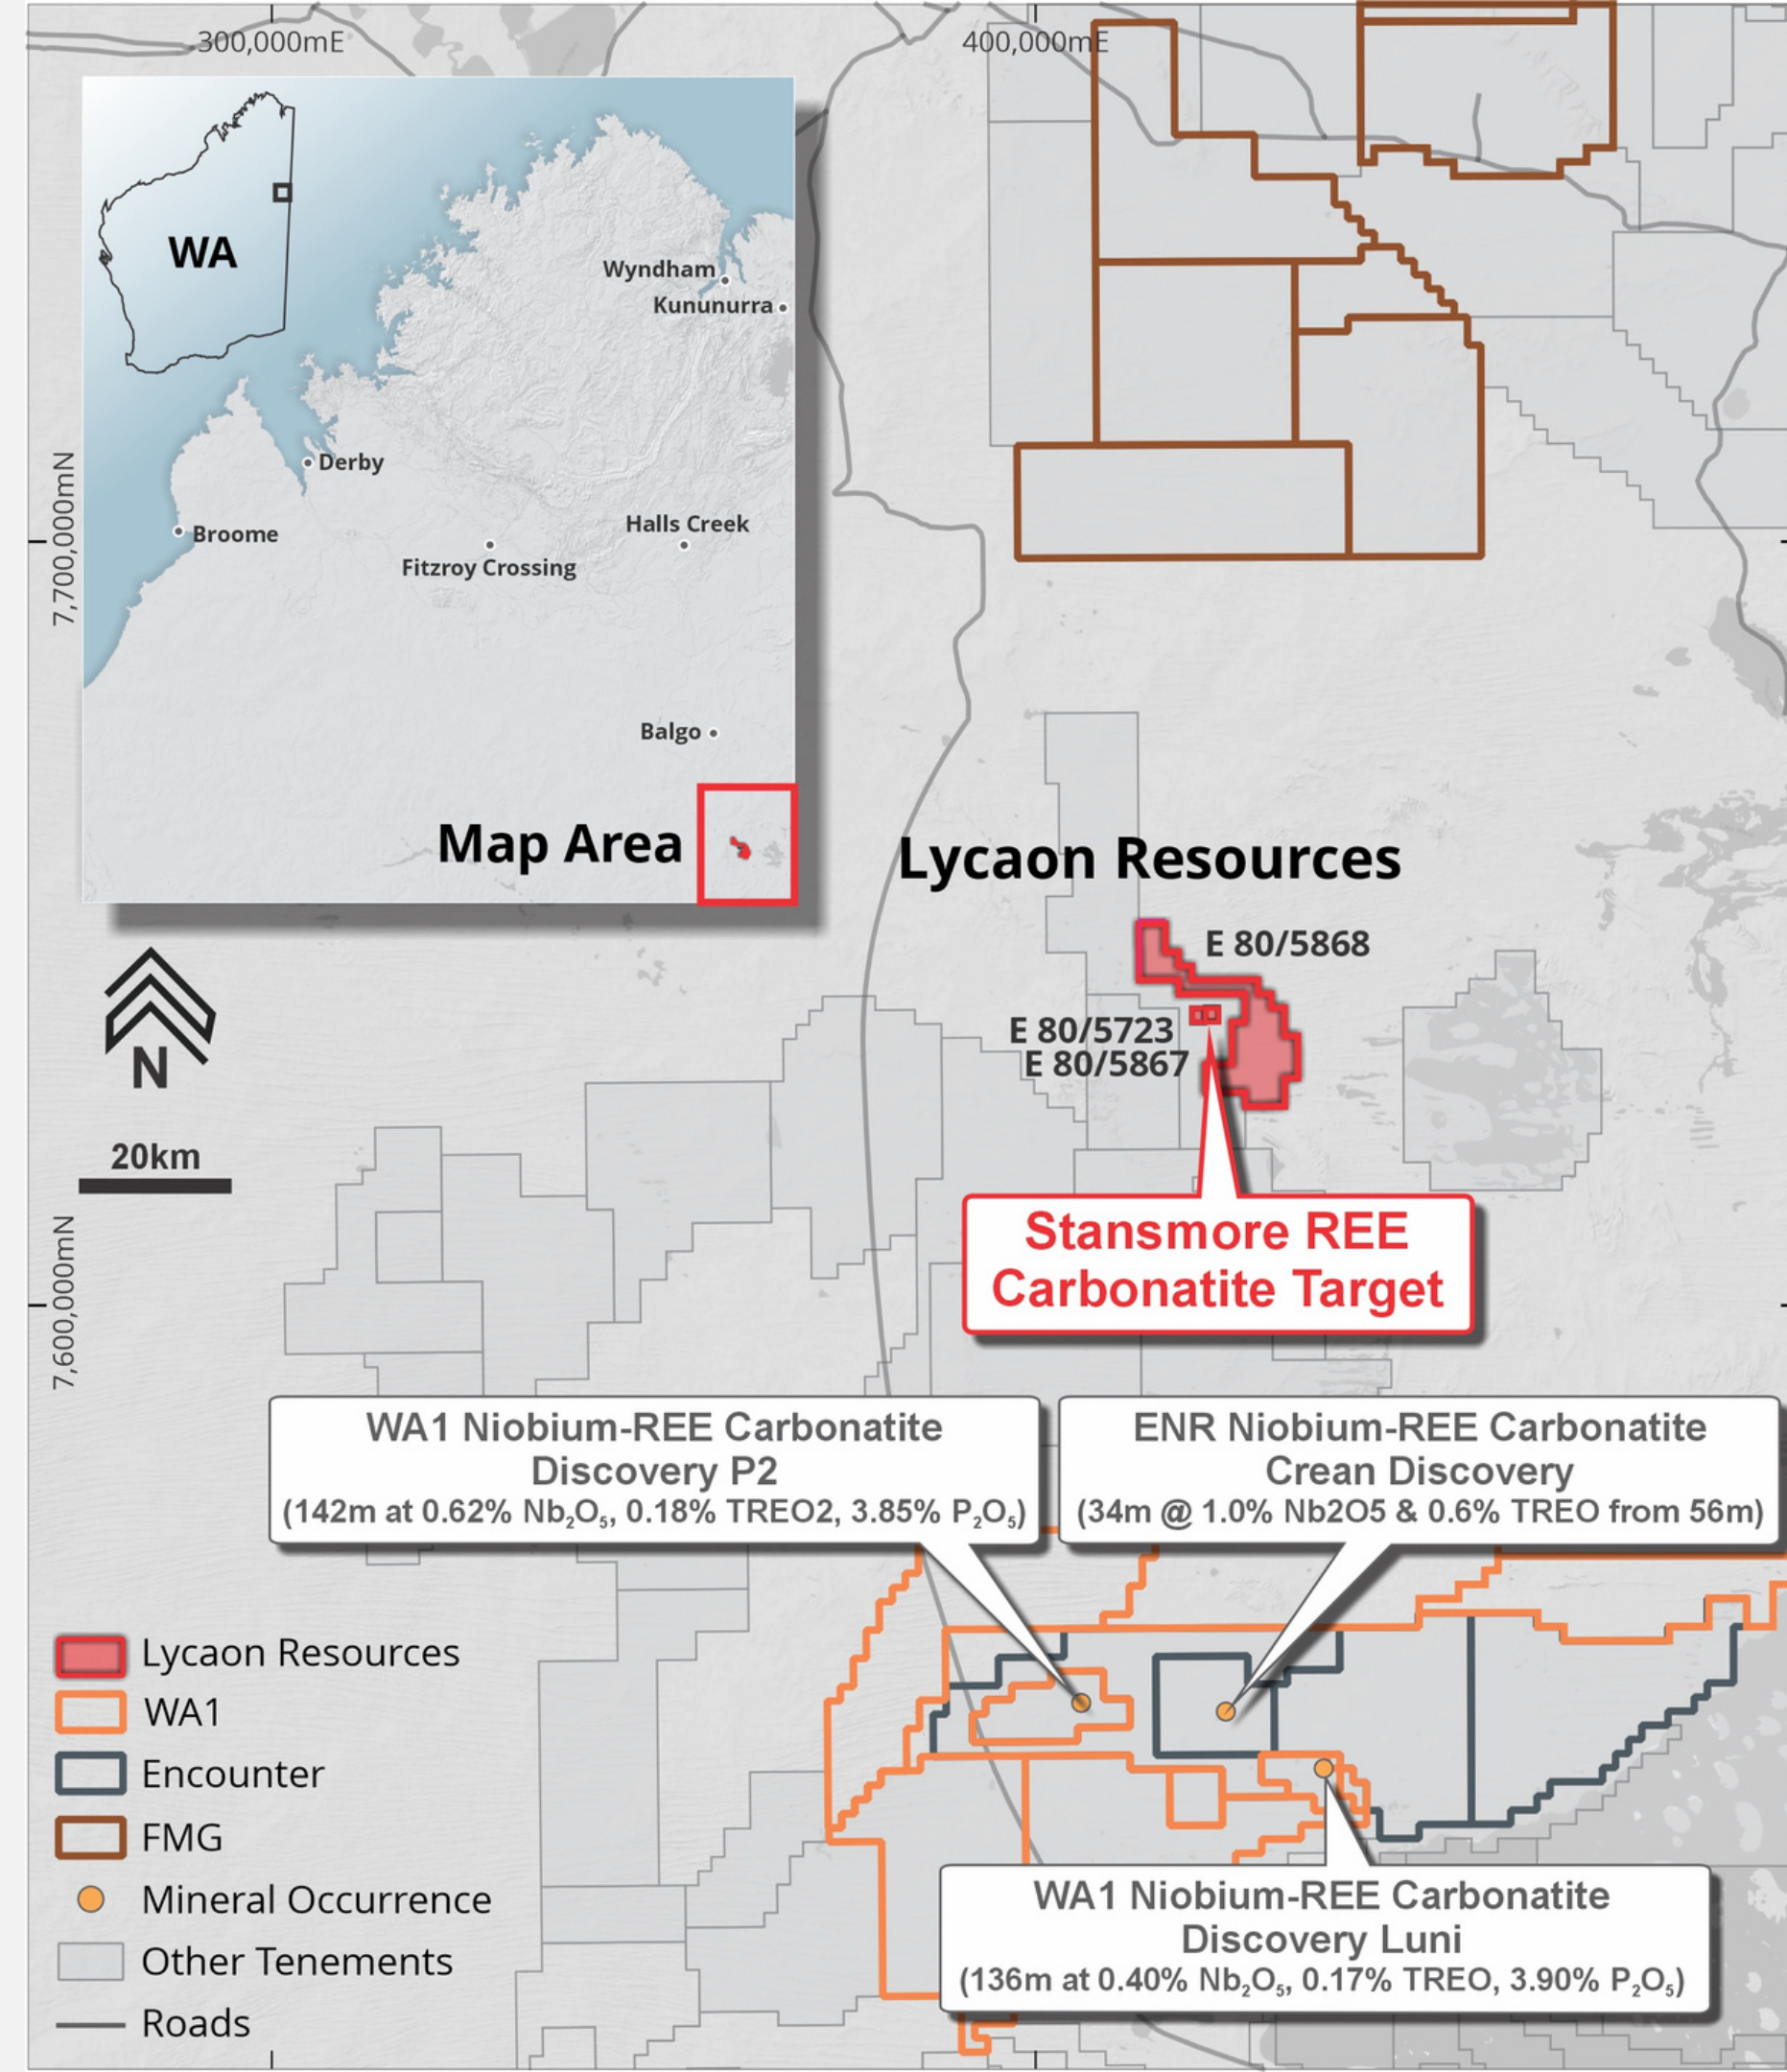 300,000mE
400,000mE
WA
Wyndham
Kununurra
Derby
Broome
Halls Creek
Fitzroy Crossing
Balgo
Map Area
7,700,000mN
Lycaon Resources
E 80/5868
E 80/5723
E 80/5867
N
20km
7,600,000mN
Stansmore REE
Carbonatite Target
WA1 Niobium-REE Carbonatite
Discovery P2
(142m at 0.62% Nb₂O₅, 0.18% TREO2, 3.85% P₂O₅)
ENR Niobium-REE Carbonatite
Crean Discovery
(34m @ 1.0% Nb2O5 & 0.6% TREO from 56m)
Lycaon Resources
WA1
Encounter
FMG
Mineral Occurrence
Other Tenements
Roads
WA1 Niobium-REE Carbonatite
Discovery Luni
(136m at 0.40% Nb₂O₅, 0.17% TREO, 3.90% P₂O₅)